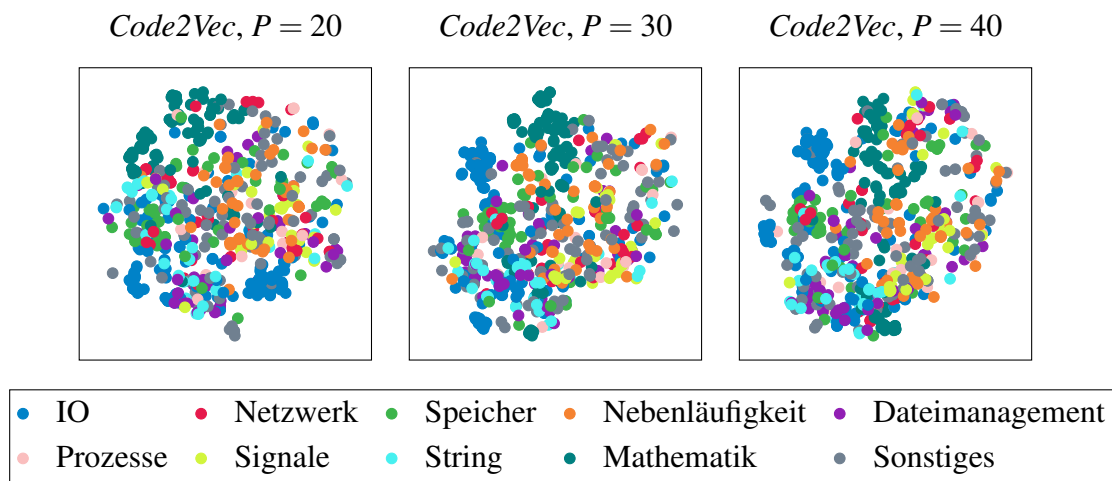 Code2Vec, P = 20 Code2Vec, P = 30 Code2Vec, P = 40
IO Netzwerk Speicher Nebenläufigkeit Dateimanagement
Prozesse Signale String Mathematik Sonstiges